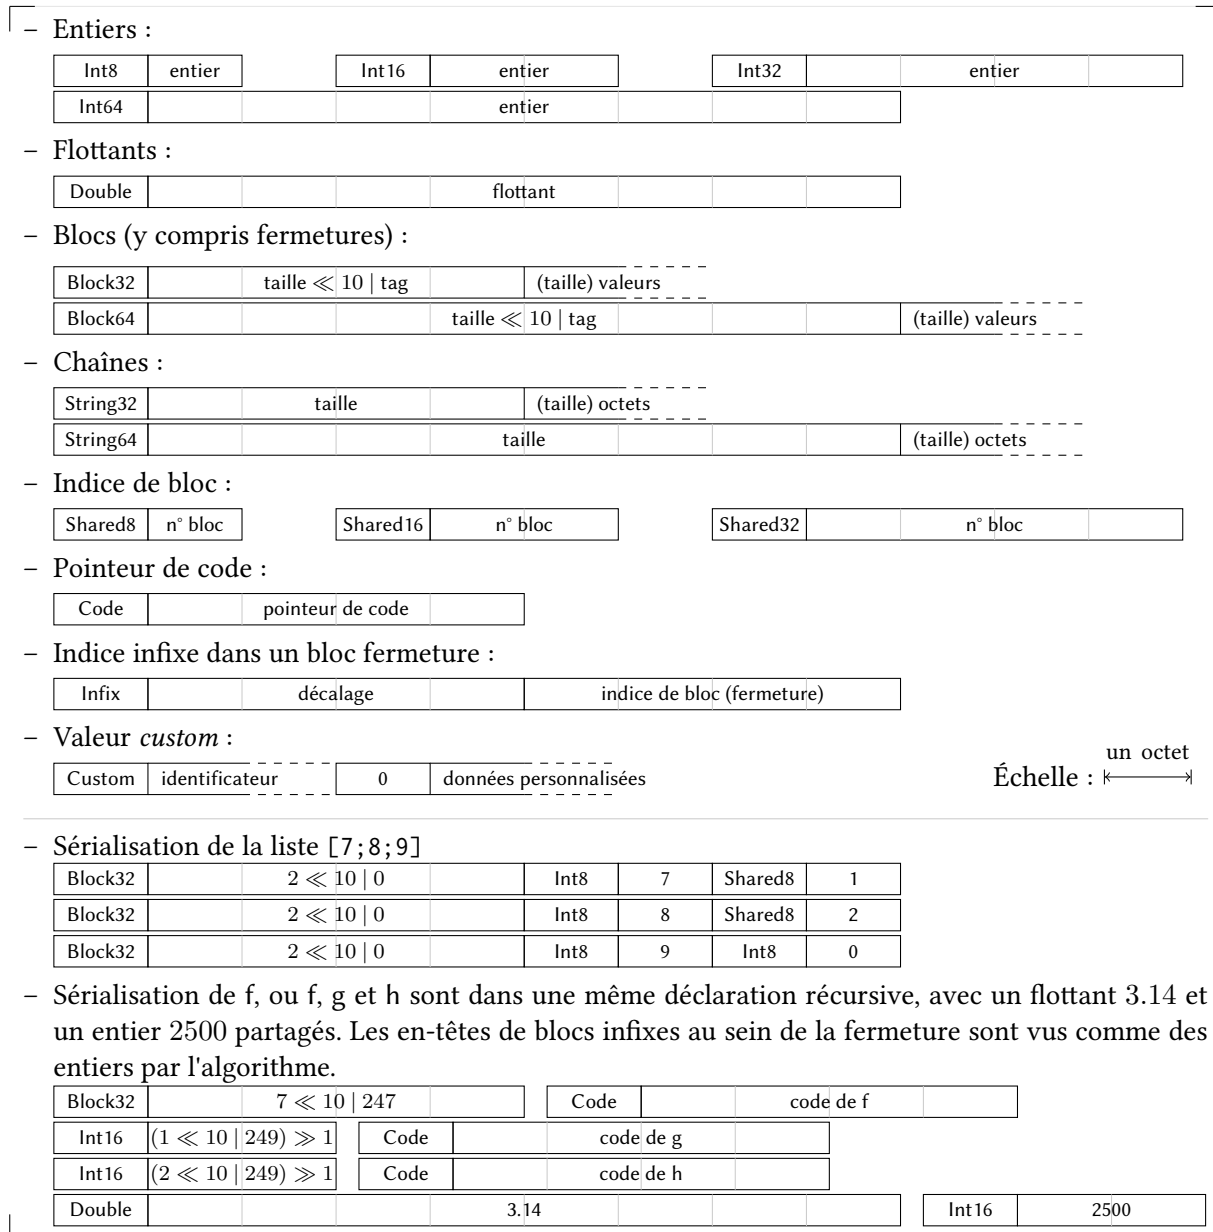 – Entiers :
Int8 entier Int16 entier Int32 entier
Int64 entier
– Flottants :
Double flottant
– Blocs (y compris fermetures) :
Block32 taille ≪ 10 | tag (taille) valeurs
Block64 taille ≪ 10 | tag (taille) valeurs
– Chaînes :
String32 taille (taille) octets
String64 taille (taille) octets
– Indice de bloc :
Shared8 n° bloc Shared16 n° bloc Shared32 n° bloc
– Pointeur de code :
Code pointeur de code
– Indice infixe dans un bloc fermeture :
Infix décalage indice de bloc (fermeture)
– Valeur custom :
Custom identificateur 0 données personnalisées
un octet
Échelle :
– Sérialisation de la liste [7;8;9]
Block32 2 ≪ 10 | 0 Int8 7 Shared8 1
Block32 2 ≪ 10 | 0 Int8 8 Shared8 2
Block32 2 ≪ 10 | 0 Int8 9 Int8 0
– Sérialisation de f, ou f, g et h sont dans une même déclaration récursive, avec un flottant 3.14 et
un entier 2500 partagés. Les en-têtes de blocs infixes au sein de la fermeture sont vus comme des
entiers par l'algorithme.
Block32 7 ≪ 10 | 247 Code code de f
Int16 (1 ≪ 10 | 249) ≫ 1 Code code de g
Int16 (2 ≪ 10 | 249) ≫ 1 Code code de h
Double 3.14 Int16 2500